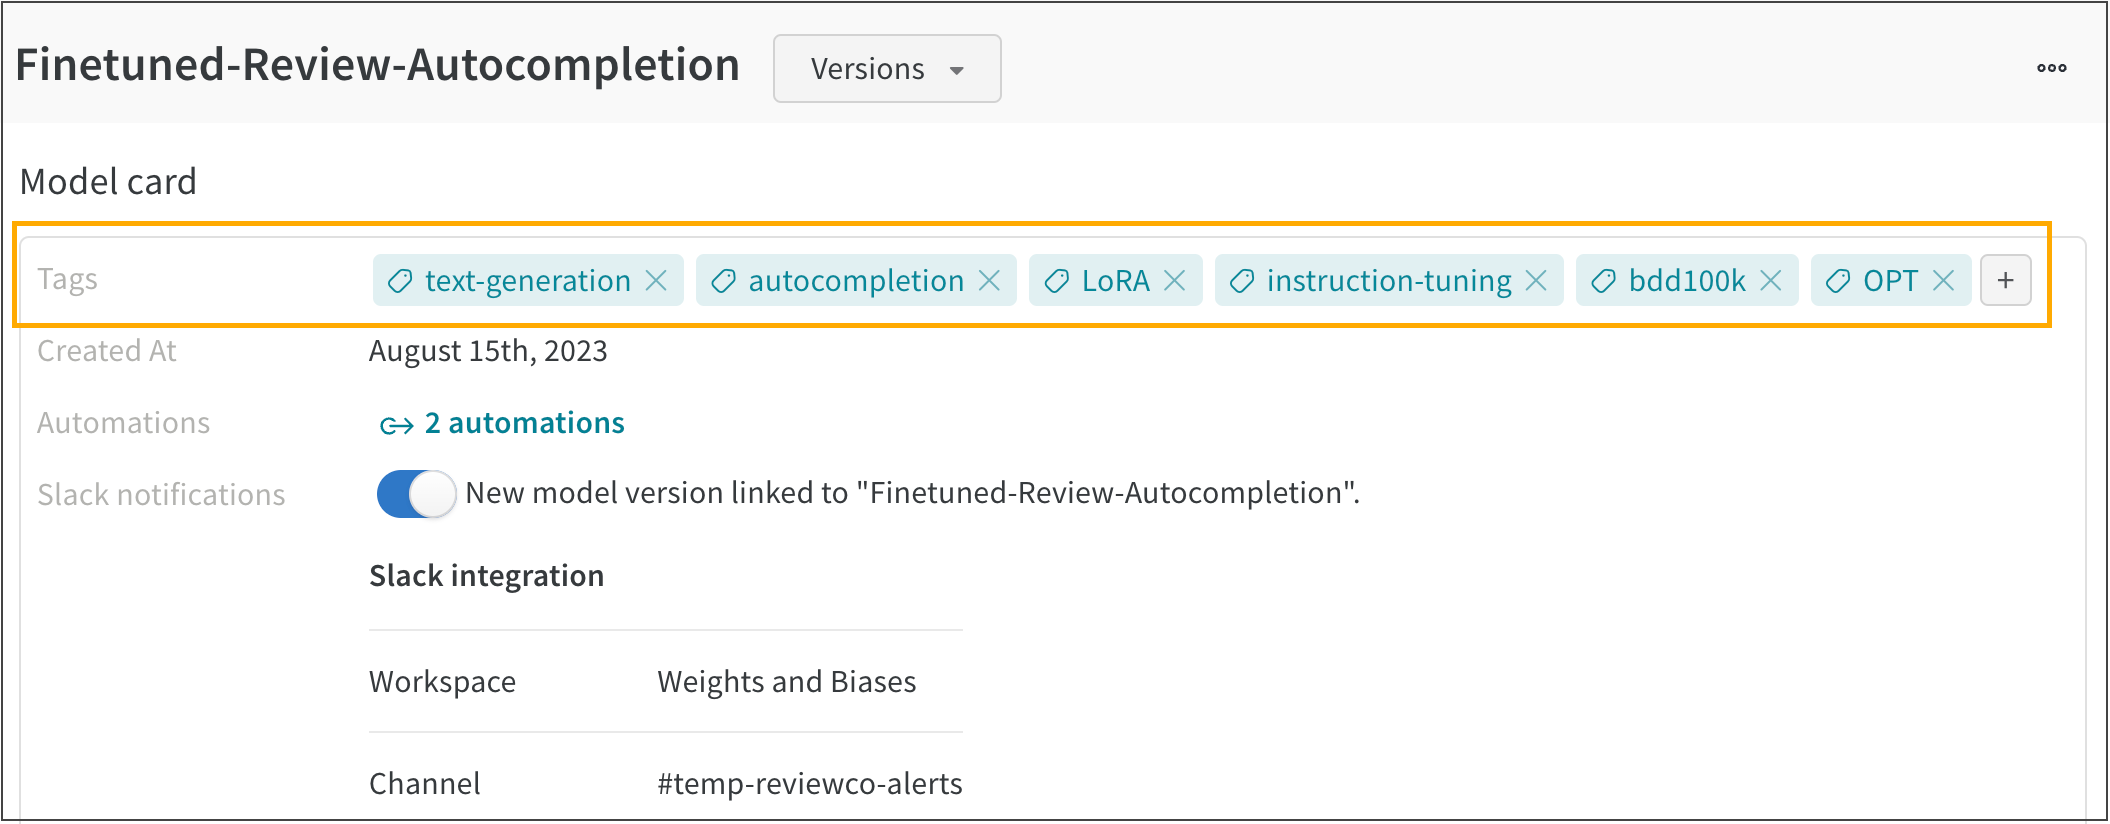 Finetuned-Review-Autocompletion Versions
Model card
Tags text-generation autocompletion LoRA instruction-tuning bdd100k OPT +
Created At August 15th, 2023
Automations 2 automations
Slack notifications New model version linked to "Finetuned-Review-Autocompletion".
Slack integration
Workspace Weights and Biases
Channel #temp-reviewco-alerts